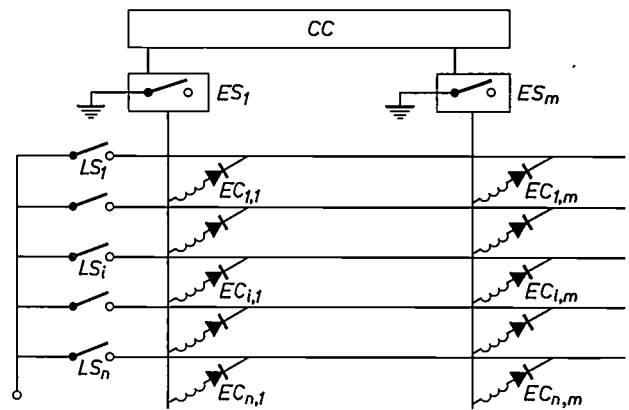 CC
ES1
ESm
LS1
EC1,1
EC1,m
LSi
ECi,1
ECi,m
LSn
ECn,1
ECn,m